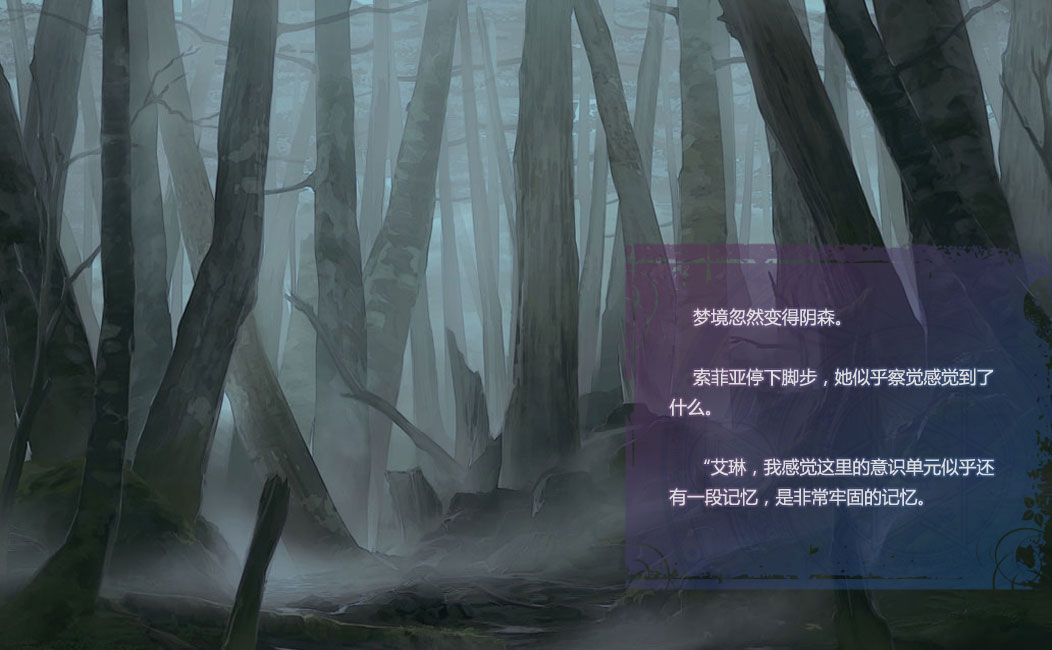 梦境忽然变得阴森。
索菲亚停下脚步，她似乎察觉感觉到了
什么。
“艾琳，我感觉这里的意识单元似乎还
有一段记忆，是非常牢固的记忆。